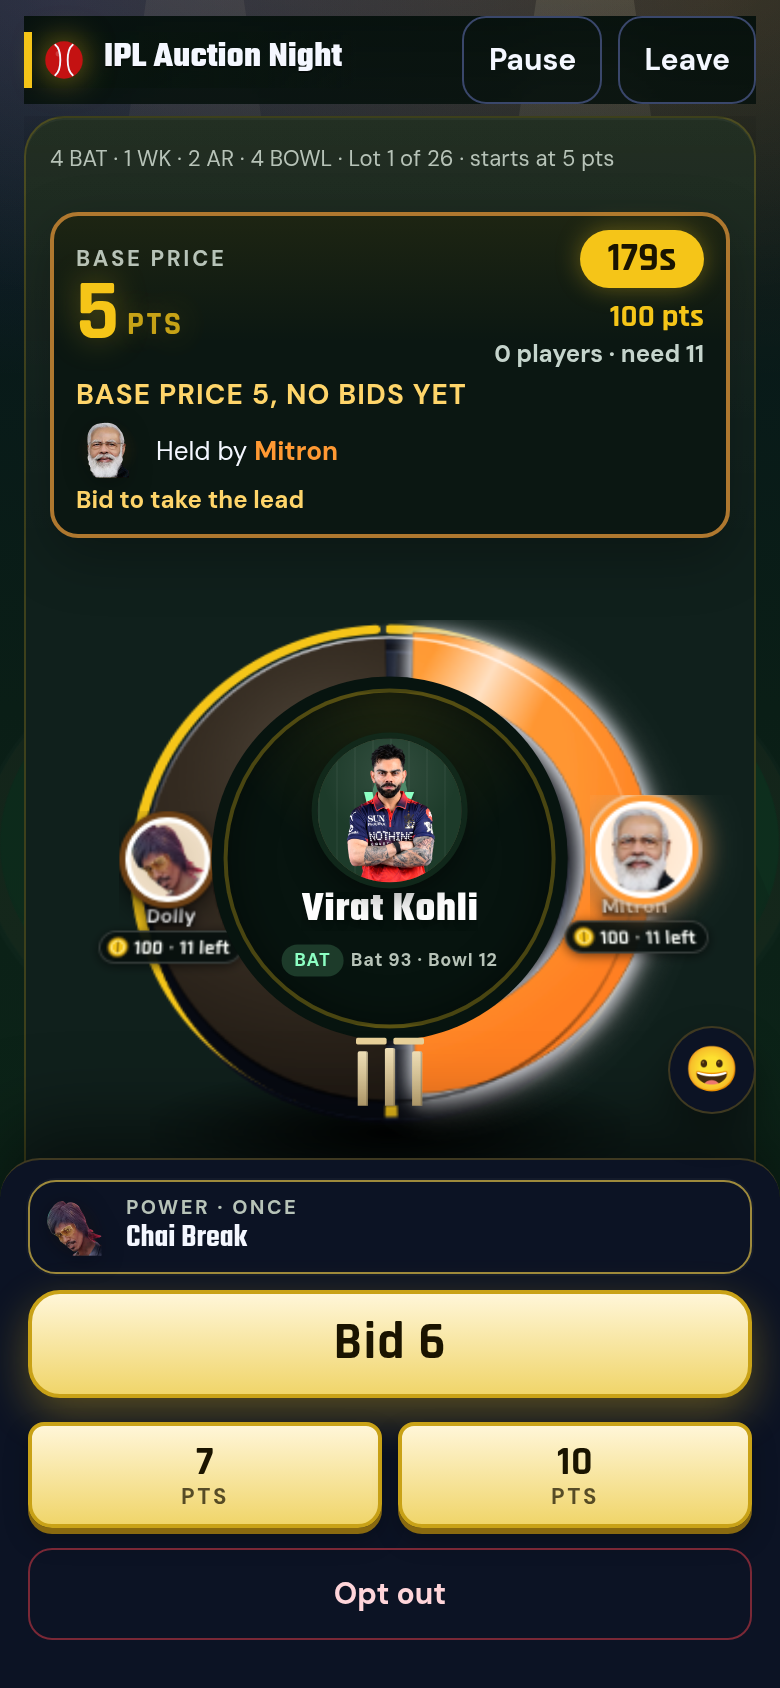 IPL Auction Night
Pause
Leave
4 BAT · 1 WK · 2 AR · 4 BOWL · Lot 1 of 26 · starts at 5 pts
BASE PRICE
179s
5 PTS
100 pts
0 players · need 11
BASE PRICE 5, NO BIDS YET
Held by Mitron
Bid to take the lead
SUN
NOTHING
Virat Kohli
BAT Bat 93 · Bowl 12
Dolly
100 · 11 left
Mitron
100 · 11 left
POWER · ONCE
Chai Break
Bid 6
7
PTS
10
PTS
Opt out